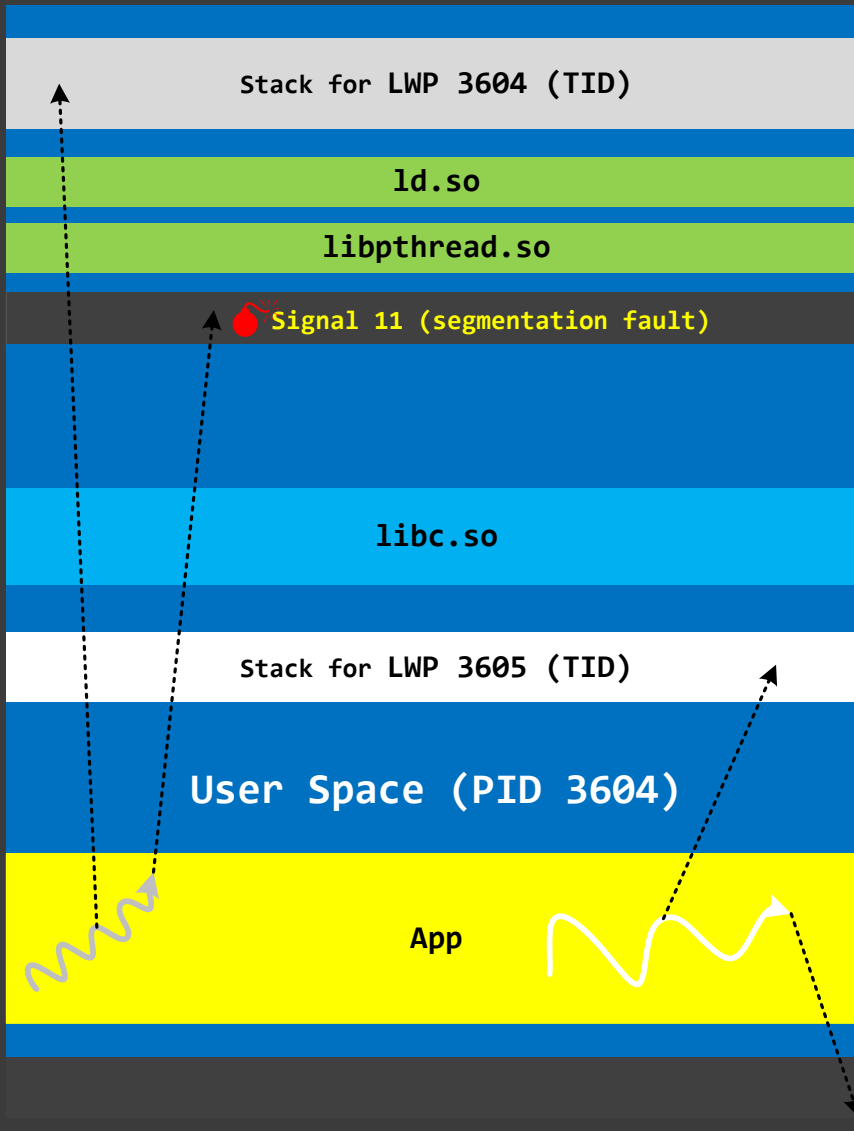 Stack for LWP 3604 (TID)
ld.so
libpthread.so
Signal 11 (segmentation fault)
libc.so
Stack for LWP 3605 (TID)
User Space (PID 3604)
App